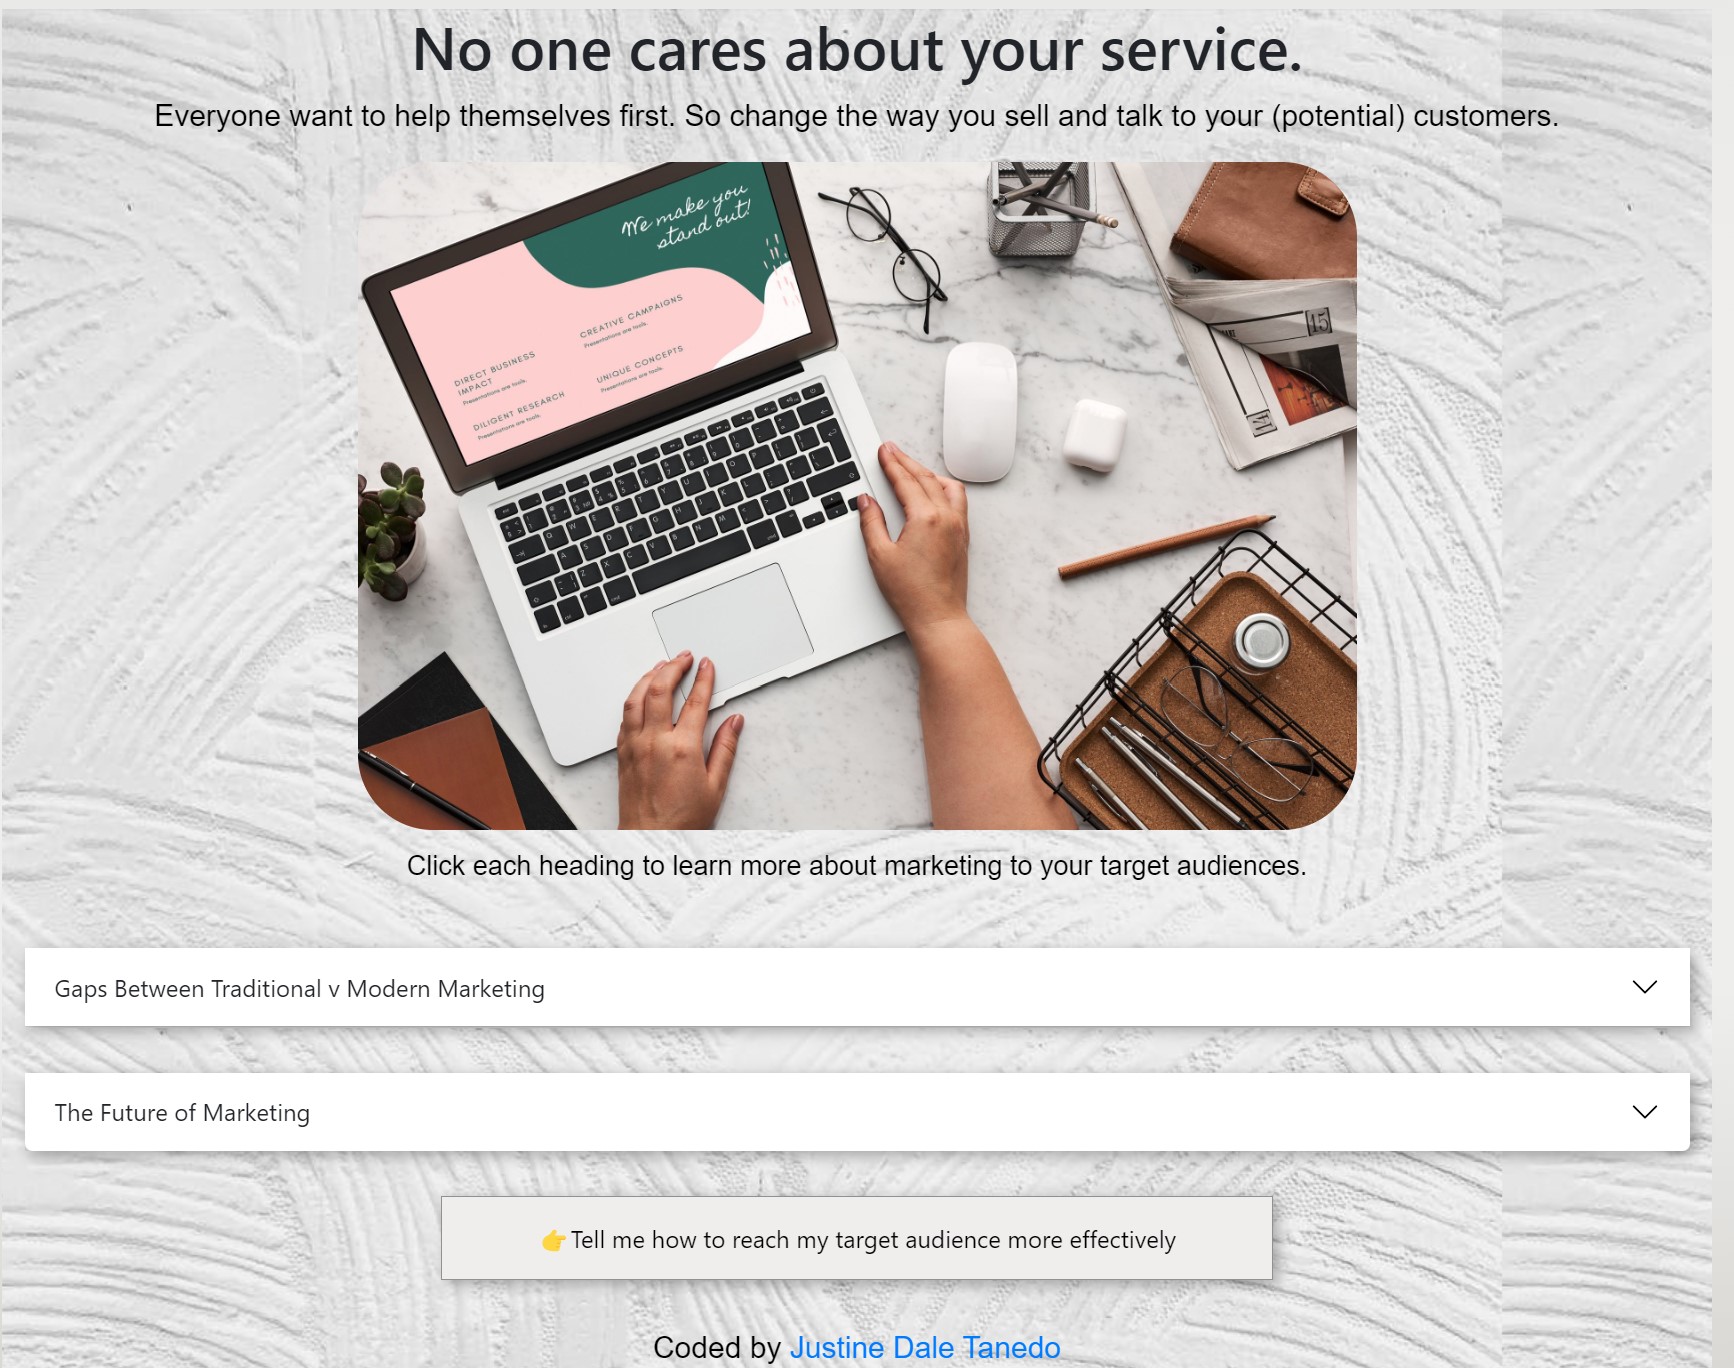 No one cares about your service.
Everyone want to help themselves first. So change the way you sell and talk to your (potential) customers.
We make you
stand out!
CREATIVE CAMPAIGNS
Presentations are tools.
DIRECT BUSINESS
IMPACT
Presentations are tools.
UNIQUE CONCEPTS
Presentations are tools.
DILIGENT RESEARCH
Presentations are tools.
15
Click each heading to learn more about marketing to your target audiences.
Gaps Between Traditional v Modern Marketing
The Future of Marketing
👉Tell me how to reach my target audience more effectively
Coded by Justine Dale Tanedo